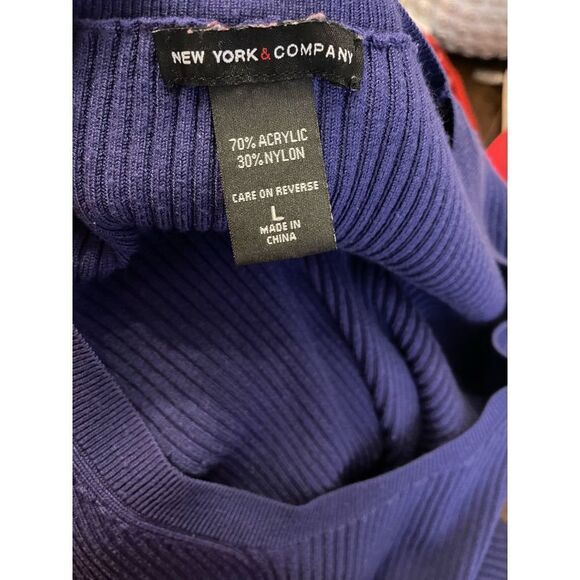 NEW YORK & COMPANY
70% ACRYLIC
30% NYLON
CARE ON REVERSE
L
MADE IN
CHINA